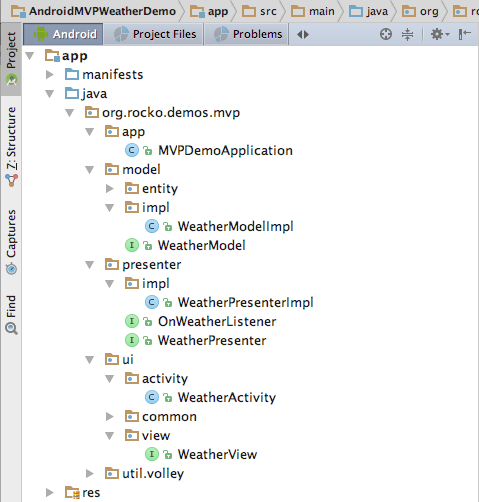 AndroidMVPWeatherDemo app src main java org ro
Android Project Files Problems
Project
Z: Structure
Captures
Find
app
manifests
java
org.rocko.demos.mvp
app
C MVPDemoApplication
model
entity
impl
C WeatherModelImpl
I WeatherModel
presenter
impl
C WeatherPresenterImpl
I OnWeatherListener
I WeatherPresenter
ui
activity
C WeatherActivity
common
view
I WeatherView
util.volley
res